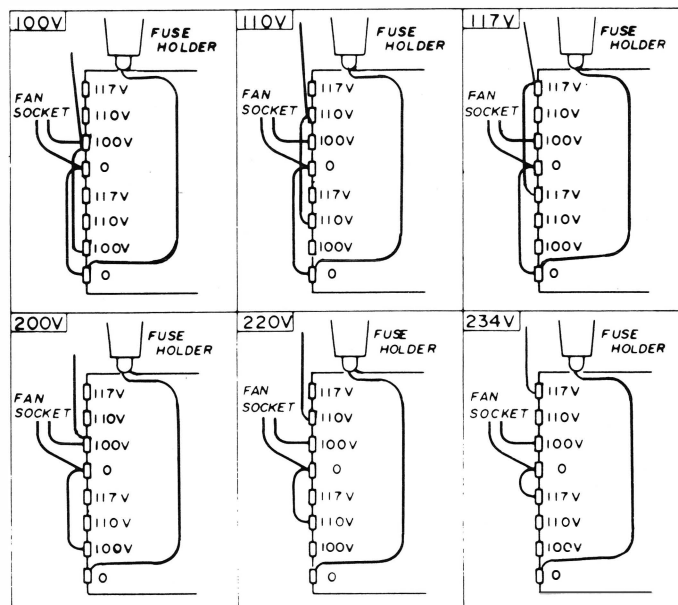 100V
FUSE
HOLDER
FAN
SOCKET
117V
110V
100V
0
117V
110V
100V
0
110V
FUSE
HOLDER
FAN
SOCKET
117V
110V
100V
0
117V
110V
100V
0
117V
FUSE
HOLDER
FAN
SOCKET
117V
110V
100V
0
117V
110V
100V
0
200V
FUSE
HOLDER
FAN
SOCKET
117V
110V
100V
0
117V
110V
100V
0
220V
FUSE
HOLDER
FAN
SOCKET
117V
110V
100V
0
117V
110V
100V
0
234V
FUSE
HOLDER
FAN
SOCKET
117V
110V
100V
0
117V
110V
100V
0